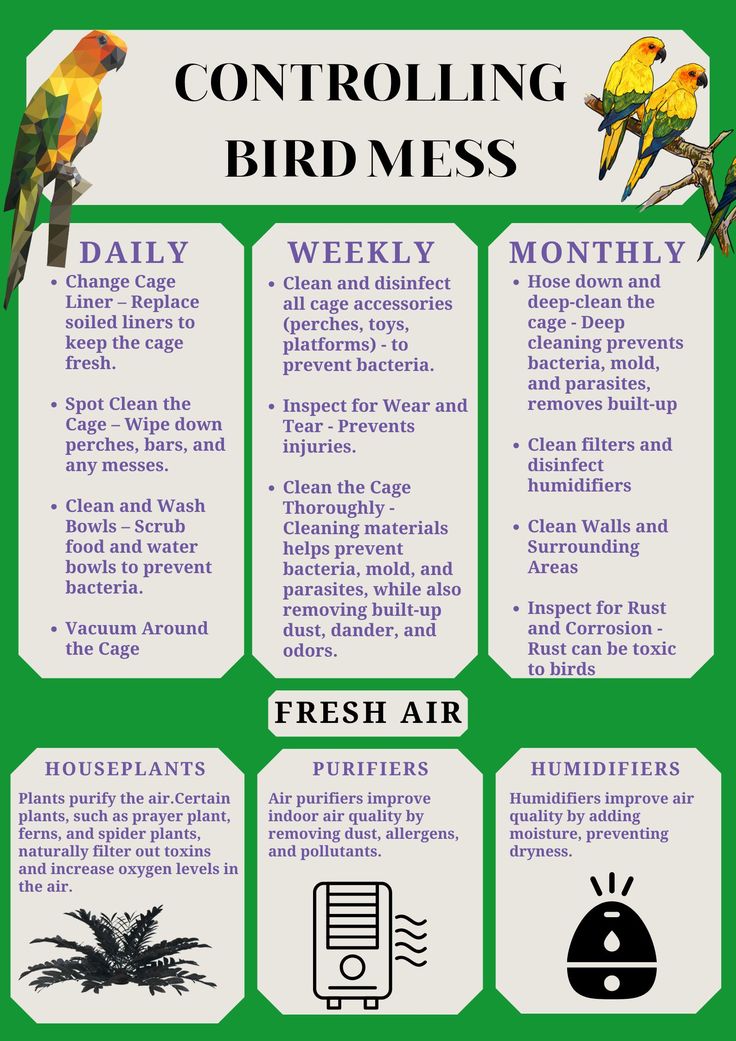 CONTROLLING
BIRD MESS
DAILY
• Change Cage
Liner – Replace
soiled liners to
keep the cage
fresh.
• Spot Clean the
Cage – Wipe down
perches, bars, and
any messes.
• Clean and Wash
Bowls – Scrub
food and water
bowls to prevent
bacteria.
• Vacuum Around
the Cage
WEEKLY
• Clean and disinfect
all cage accessories
(perches, toys,
platforms) - to
prevent bacteria.
• Inspect for Wear and
Tear - Prevents
injuries.
• Clean the Cage
Thoroughly -
Cleaning materials
helps prevent
bacteria, mold, and
parasites, while also
removing built-up
dust, dander, and
odors.
MONTHLY
• Hose down and
deep-clean the
cage - Deep
cleaning prevents
bacteria, mold,
and parasites,
removes built-up
• Clean filters and
disinfect
humidifiers
• Clean Walls and
Surrounding
Areas
• Inspect for Rust
and Corrosion -
Rust can be toxic
to birds
FRESH AIR
HOUSEPLANTS
Plants purify the air.Certain
plants, such as prayer plant,
ferns, and spider plants,
naturally filter out toxins
and increase oxygen levels in
the air.
PURIFIERS
Air purifiers improve
indoor air quality by
removing dust, allergens,
and pollutants.
HUMIDIFIERS
Humidifiers improve air
quality by adding
moisture, preventing
dryness.